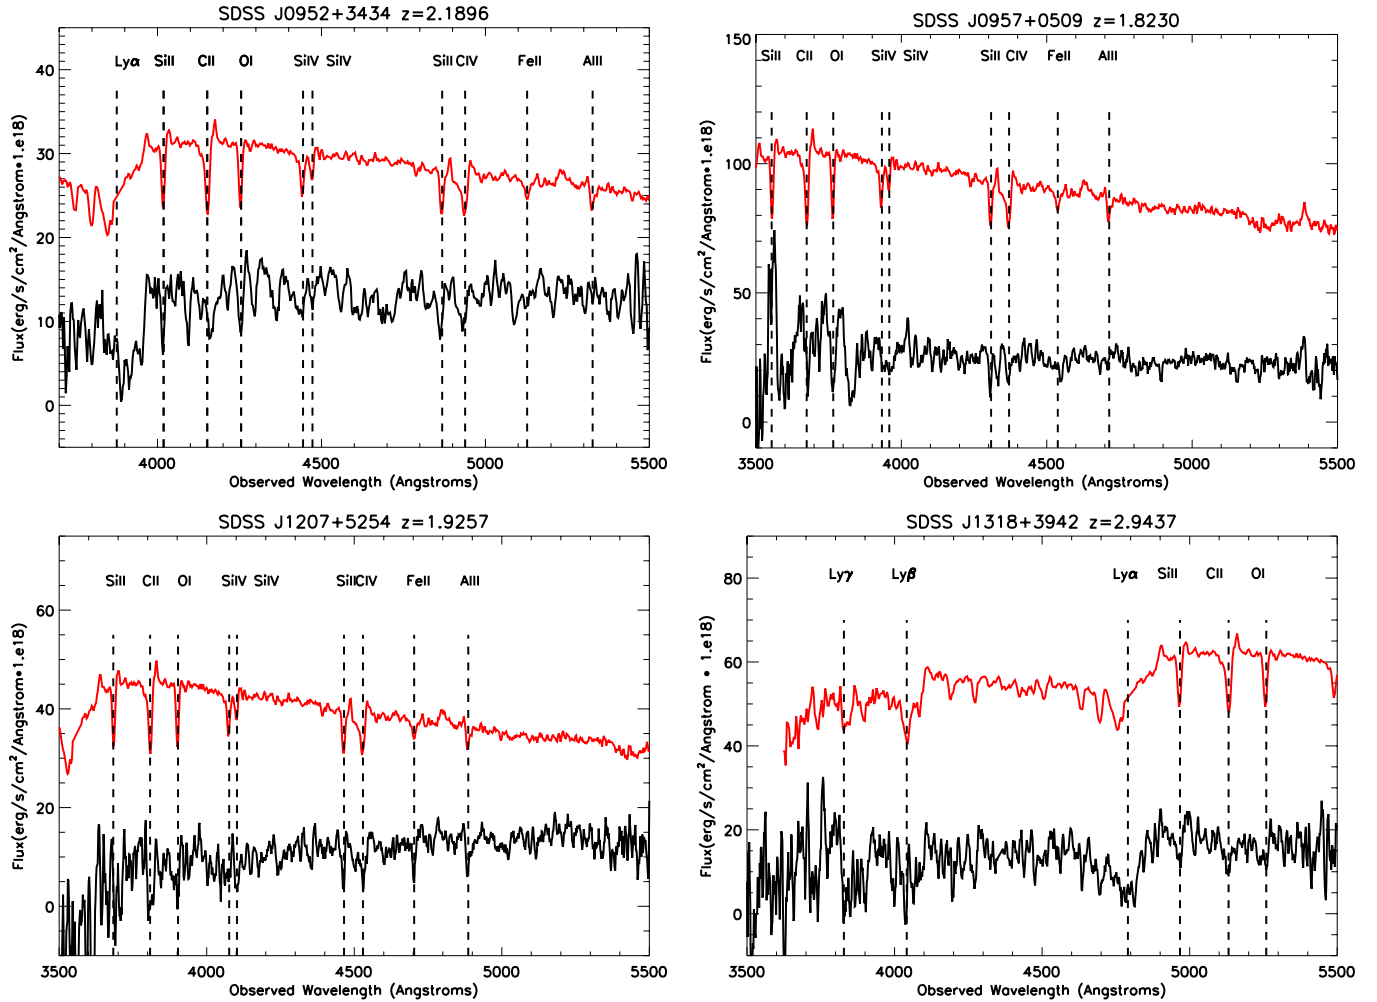 SDSS J0952+3434 z=2.1896
Lyα SiII CII OI SiIV SiIV SiII CIV FeII AlII
40
30
20
10
0
Flux(erg/s/cm²/Angstrom•1.e18)
4000 4500 5000 5500
Observed Wavelength (Angstroms)
SDSS J0957+0509 z=1.8230
SiII CII OI SiIV SiIV SiII CIV FeII AlII
150
100
50
0
Flux(erg/s/cm²/Angstrom•1.e18)
3500 4000 4500 5000 5500
Observed Wavelength (Angstroms)
SDSS J1207+5254 z=1.9257
SiII CII OI SiIV SiIV SiII CIV FeII AlII
60
40
20
0
Flux(erg/s/cm²/Angstrom•1.e18)
3500 4000 4500 5000 5500
Observed Wavelength (Angstroms)
SDSS J1318+3942 z=2.9437
Lyγ Lyβ Lyα SiII CII OI
80
60
40
20
0
Flux(erg/s/cm²/Angstrom • 1.e18)
3500 4000 4500 5000 5500
Observed Wavelength (Angstroms)